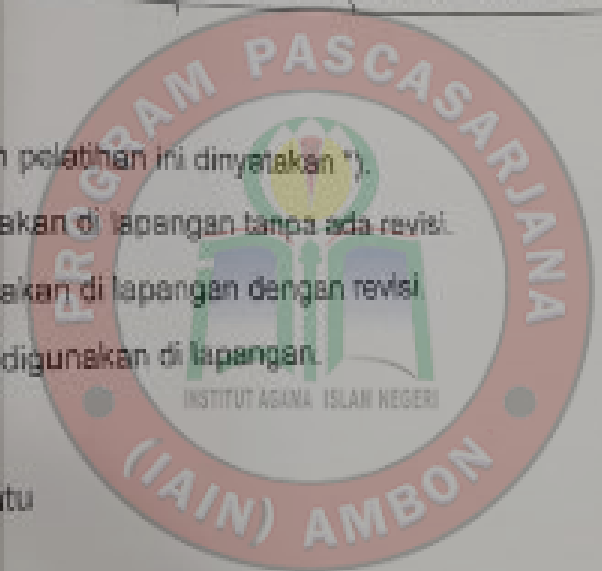 PROGRAM PASCASARJANA
pelatihan ini dinyatakan *).
akan di lapangan tanpa ada revisi.
akan di lapangan dengan revisi.
digunakan di lapangan.
INSTITUT AGAMA ISLAM NEGERI
(IAIN) AMBON